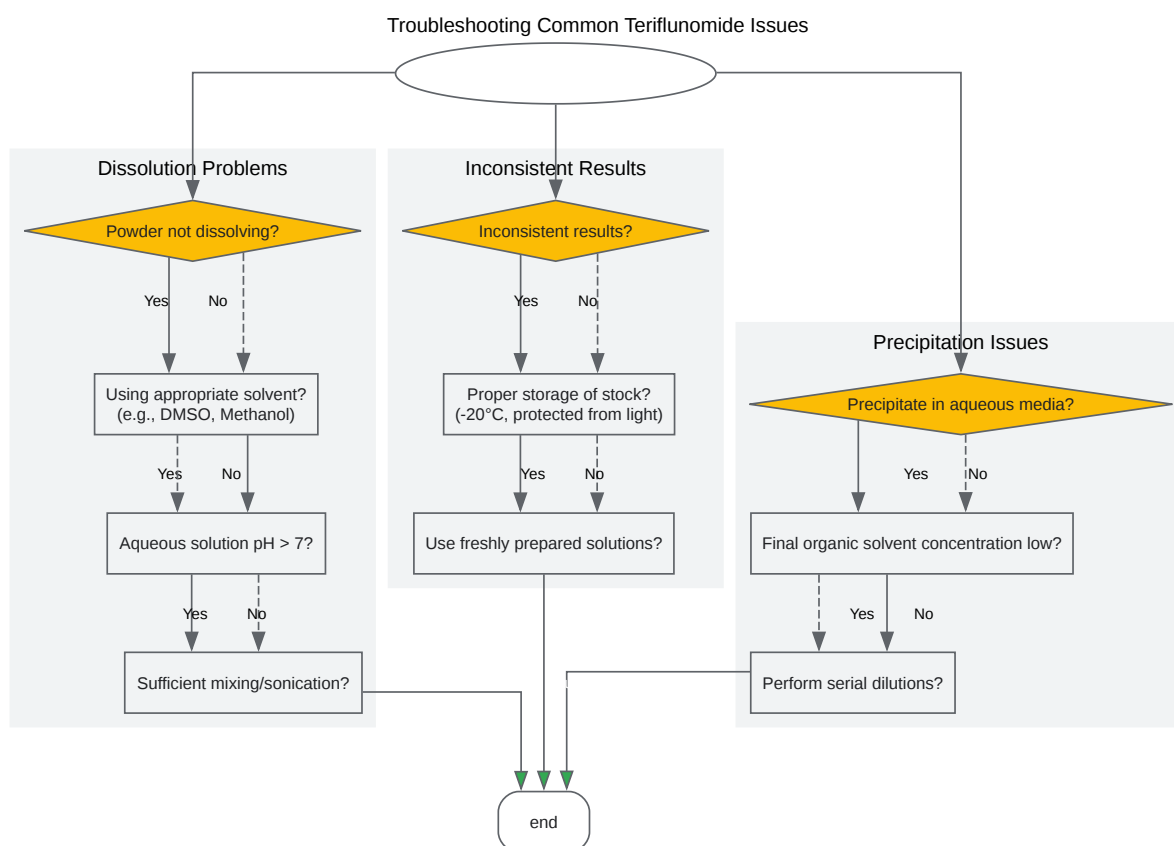 Troubleshooting Common Teriflunomide Issues
Dissolution Problems
Powder not dissolving?
Yes
No
Using appropriate solvent?
(e.g., DMSO, Methanol)
Yes
No
Aqueous solution pH > 7?
Yes
No
Sufficient mixing/sonication?
Inconsistent Results
Inconsistent results?
Yes
No
Proper storage of stock?
(-20°C, protected from light)
Yes
No
Use freshly prepared solutions?
Precipitation Issues
Precipitate in aqueous media?
Yes
No
Final organic solvent concentration low?
Yes
No
Perform serial dilutions?
end